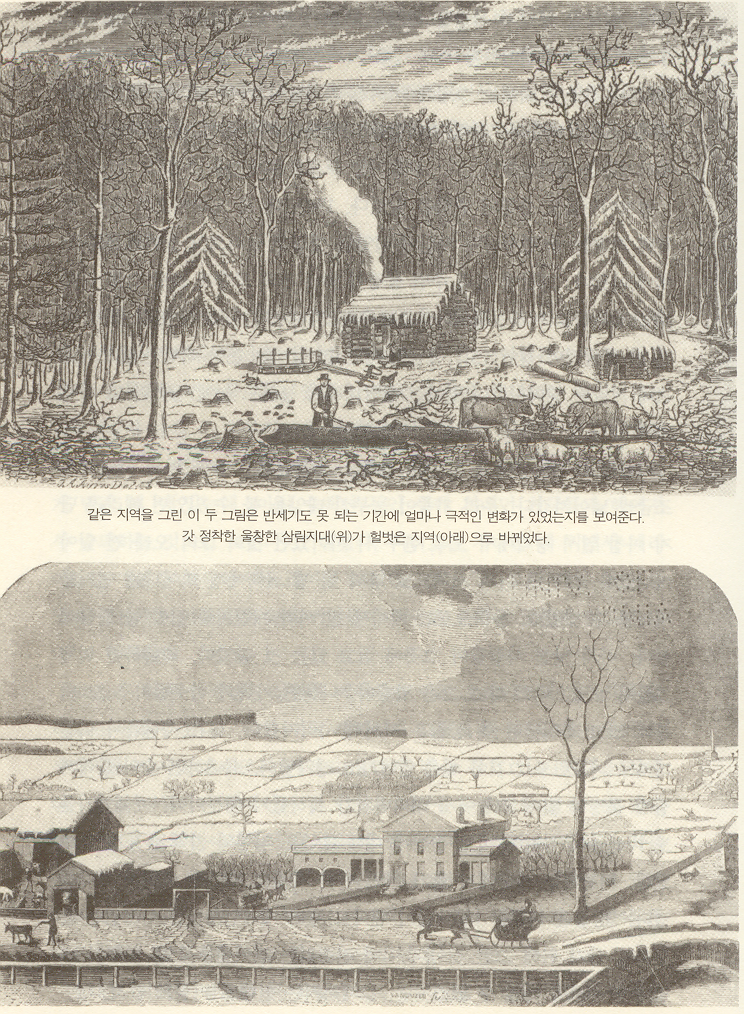 같은 지역을 그린 이 두 그림은 반세기도 못 되는 기간에 얼마나 극적인 변화가 있었는지를 보여준다.
갓 정착한 울창한 삼림지대(위)가 헐벗은 지역(아래)으로 바뀌었다.